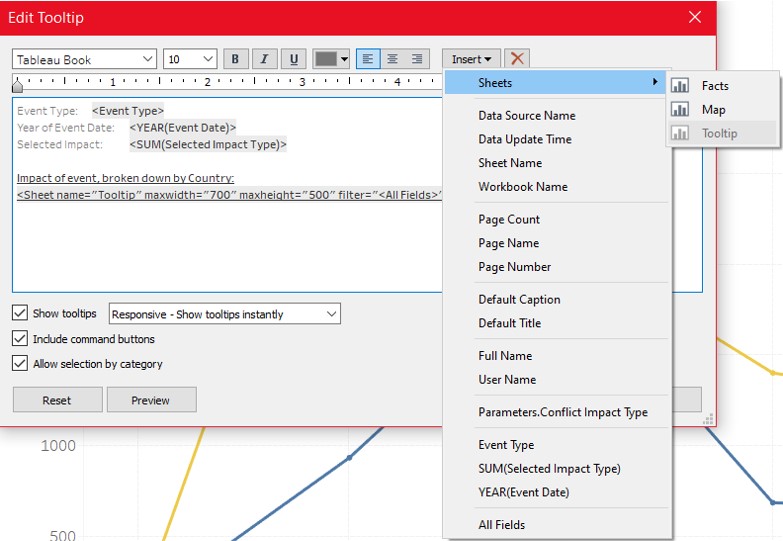 Edit Tooltip
Tableau Book 10 B I U Insert
1 2 3 4
Event Type: <Event Type>
Year of Event Date: <YEAR(Event Date)>
Selected Impact: <SUM(Selected Impact Type)>
Impact of event, broken down by Country:
<Sheet name="Tooltip" maxwidth="700" maxheight="500" filter="<All Fields>"
Show tooltips Responsive - Show tooltips instantly
Include command buttons
Allow selection by category
Reset Preview
Sheets
Data Source Name
Data Update Time
Sheet Name
Workbook Name
Page Count
Page Name
Page Number
Default Caption
Default Title
Full Name
User Name
Parameters.Conflict Impact Type
Event Type
SUM(Selected Impact Type)
YEAR(Event Date)
All Fields
Facts
Map
Tooltip
1000
500